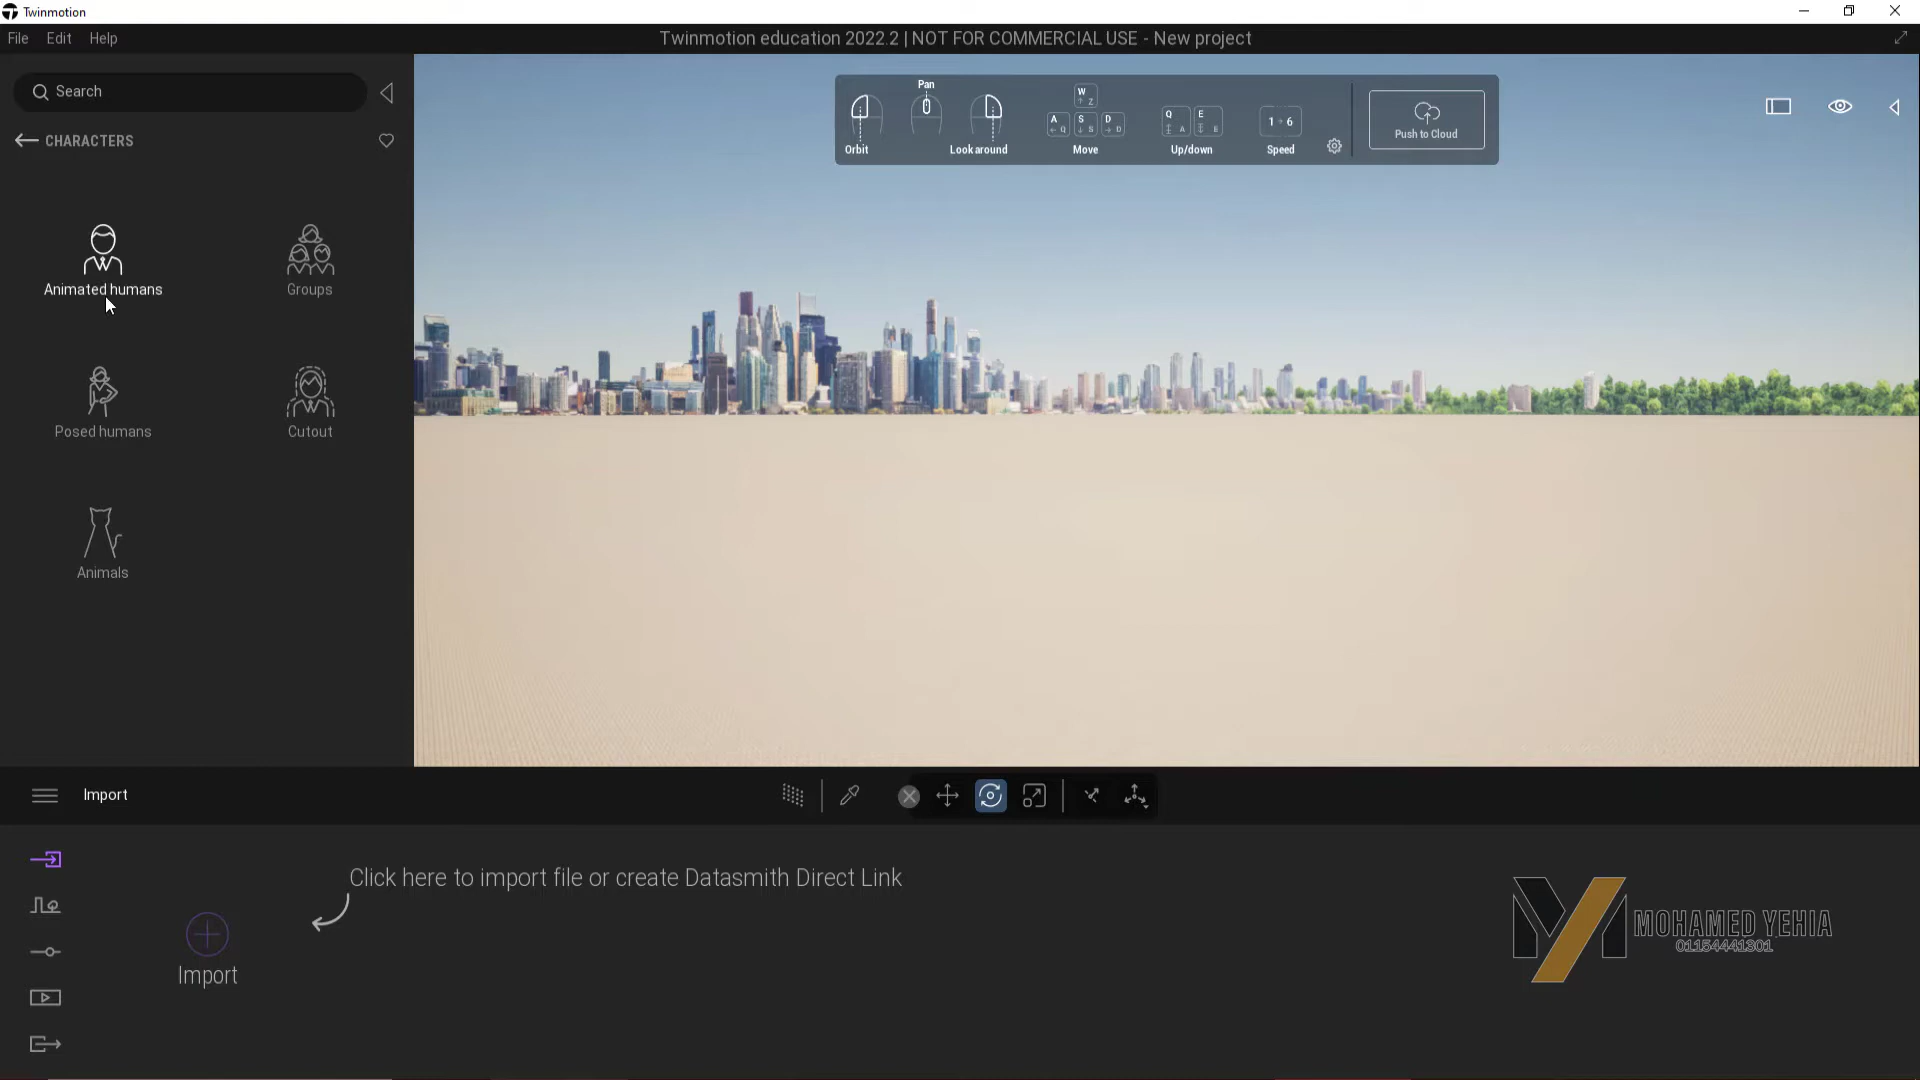 Twinmotion
File Edit Help
Twinmotion education 2022.2 | NOT FOR COMMERCIAL USE - New project
Search
CHARACTERS
Animated humans
Groups
Posed humans
Cutout
Animals
Pan
Orbit
Look around
W
Z
A
Q
S
S
D
D
Move
Q
A
E
E
Up/down
1 - 6
Speed
Push to Cloud
Import
Click here to import file or create Datasmith Direct Link
Import
MOHAMED YEHIA
01154441301